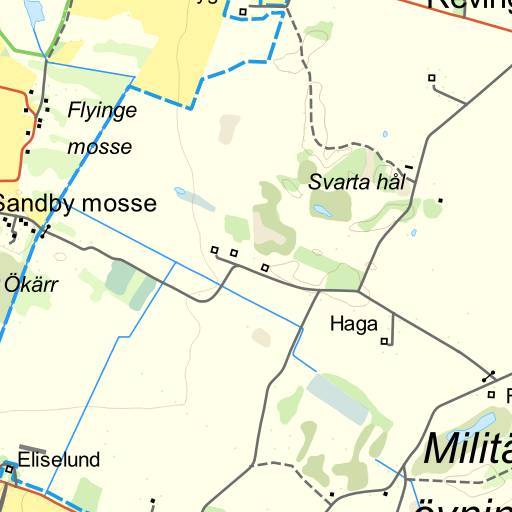 Flyinge
mosse
Svarta hål
Sandby mosse
Ökärr
Haga
Eliselund